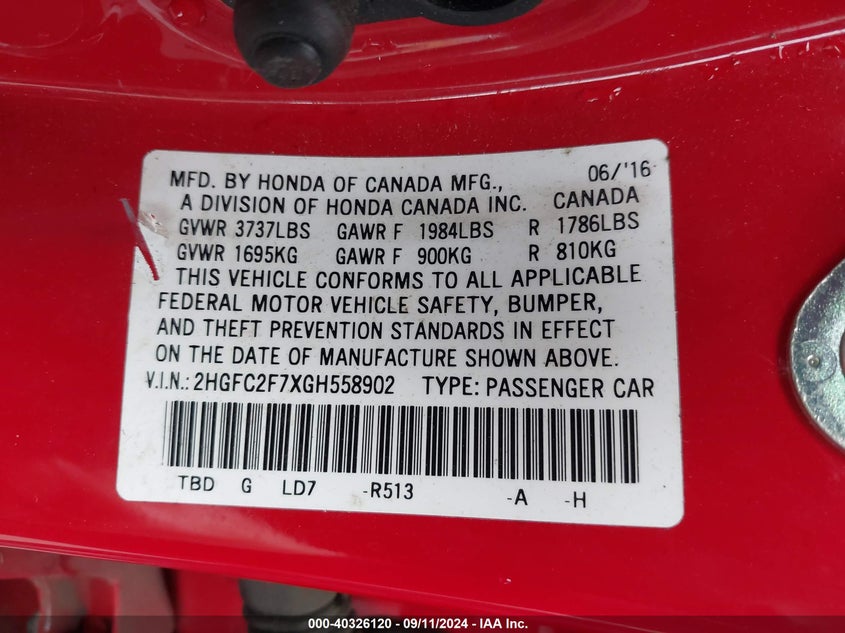 MFD. BY HONDA OF CANADA MFG., 06/'16
A DIVISION OF HONDA CANADA INC. CANADA
GVWR 3737LBS GAWR F 1984LBS R 1786LBS
GVWR 1695KG GAWR F 900KG R 810KG
THIS VEHICLE CONFORMS TO ALL APPLICABLE
FEDERAL MOTOR VEHICLE SAFETY, BUMPER,
AND THEFT PREVENTION STANDARDS IN EFFECT
ON THE DATE OF MANUFACTURE SHOWN ABOVE.
V.I.N.: 2HGFC2F7XGH558902 TYPE: PASSENGER CAR
TBD G LD7 -R513 -A -H
000-40326120 - 09/11/2024 - IAA Inc.